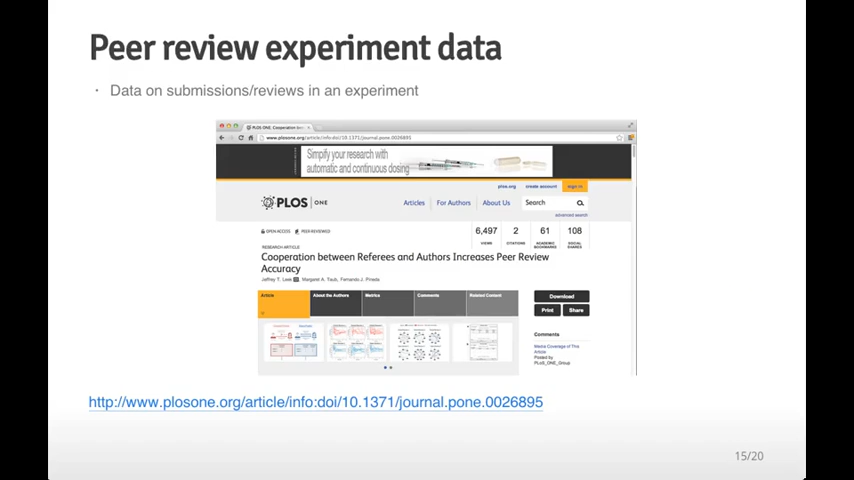 Peer review experiment data
· Data on submissions/reviews in an experiment
PLOS ONE: Cooperation bet
www.plosone.org/article/info:doi/10.1371/journal.pone.0026895
Simplify your research with
automatic and continuous dosing
plos.org create account sign in
PLOS ONE
Articles For Authors About Us Search
advanced search
OPEN ACCESS PEER-REVIEWED
6,497 2 61 108
VIEWS CITATIONS ACADEMIC BOOKMARKS SOCIAL SHARES
RESEARCH ARTICLE
Cooperation between Referees and Authors Increases Peer Review
Accuracy
Jeffrey T. Leek, Margaret A. Taub, Fernando J. Pineda
Article About the Authors Metrics Comments Related Content
Download
Print Share
Comments
Media Coverage of This
Article
Posted by
PLoS_ONE_Group
http://www.plosone.org/article/info:doi/10.1371/journal.pone.0026895
15/20